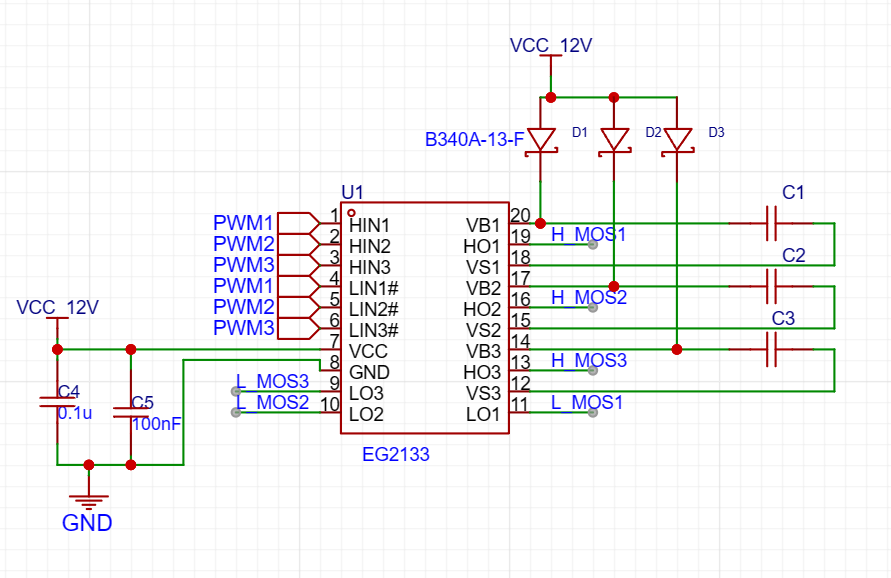 VCC_12V
B340A-13-F
D1
D2
D3
U1
PWM1
PWM2
PWM3
PWM1
PWM2
PWM3
1
2
3
4
5
6
7
8
9
10
HIN1
HIN2
HIN3
LIN1#
LIN2#
LIN3#
VCC
GND
LO3
LO2
VB1
HO1
VS1
VB2
HO2
VS2
VB3
HO3
VS3
LO1
20
19
18
17
16
15
14
13
12
11
H_MOS1
H_MOS2
H_MOS3
L_MOS1
C1
C2
C3
VCC_12V
L_MOS3
L_MOS2
C4
0.1u
C5
100nF
GND
EG2133